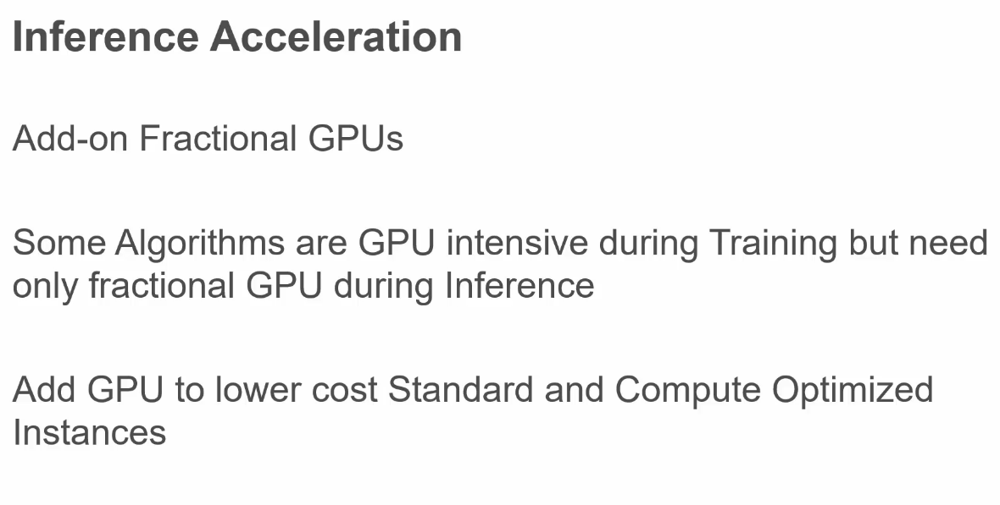 Inference Acceleration
Add-on Fractional GPUs
Some Algorithms are GPU intensive during Training but need
only fractional GPU during Inference
Add GPU to lower cost Standard and Compute Optimized
Instances